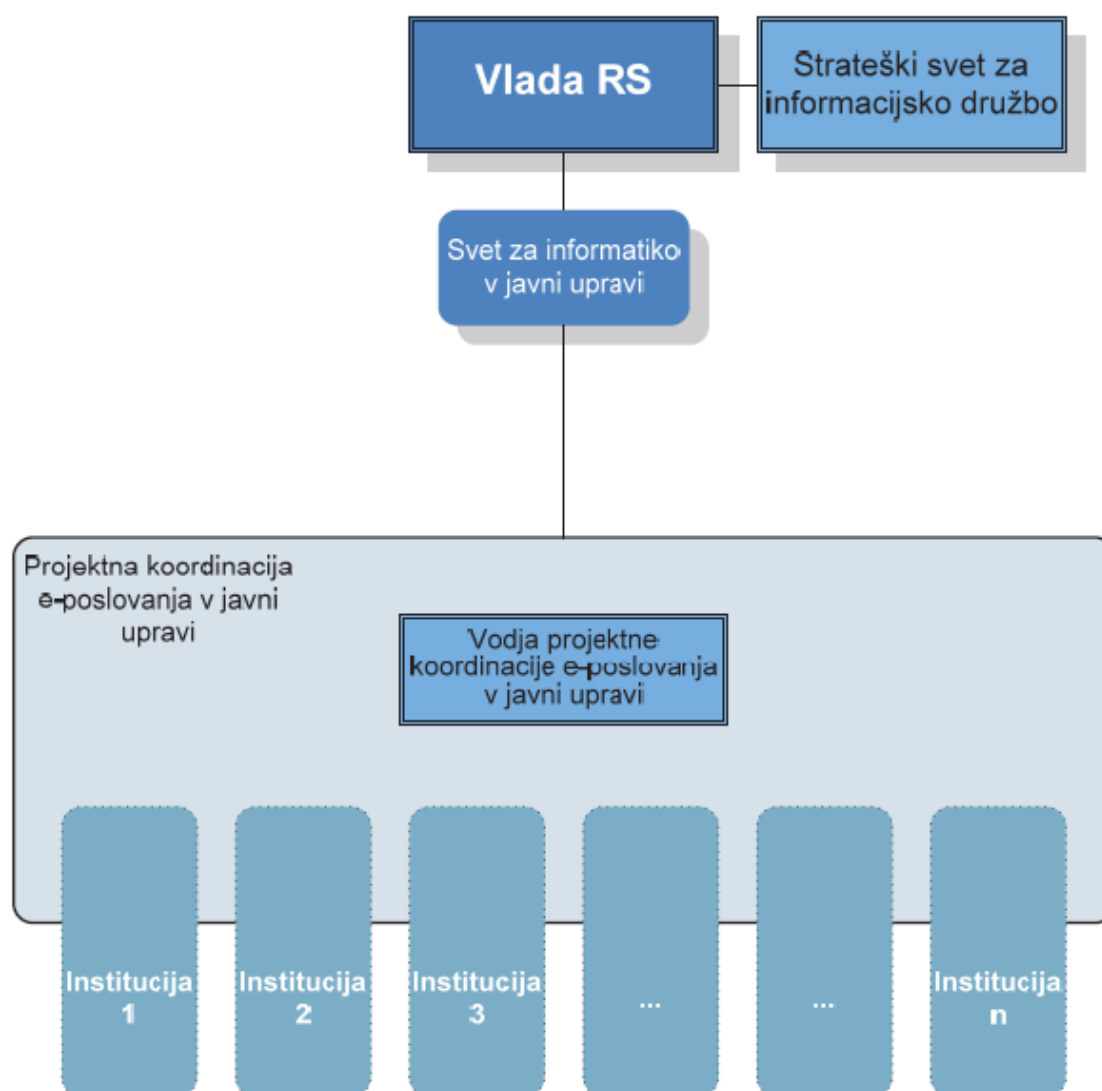 Vlada RS
Strateški svet za
informacijsko družbo
Svet za informatiko
v javni upravi
Projektna koordinacija
e-poslovanja v javni
upravi
Vodja projektne
koordinacije e-poslovanja
v javni upravi
Institucija
1
Institucija
2
Institucija
3
...
...
Institucija
n